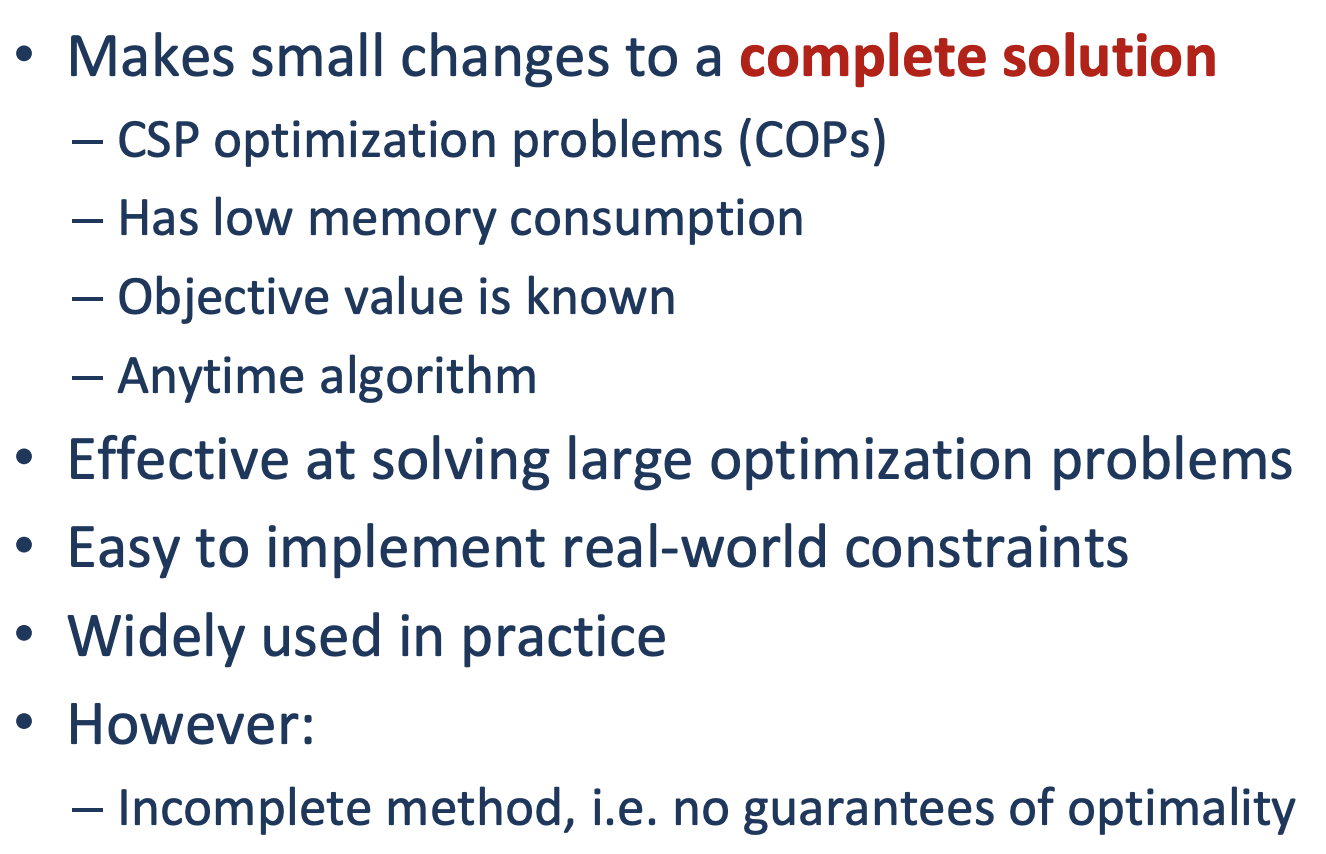 • Makes small changes to a complete solution
– CSP optimization problems (COPs)
– Has low memory consumption
– Objective value is known
– Anytime algorithm
• Effective at solving large optimization problems
• Easy to implement real-world constraints
• Widely used in practice
• However:
– Incomplete method, i.e. no guarantees of optimality